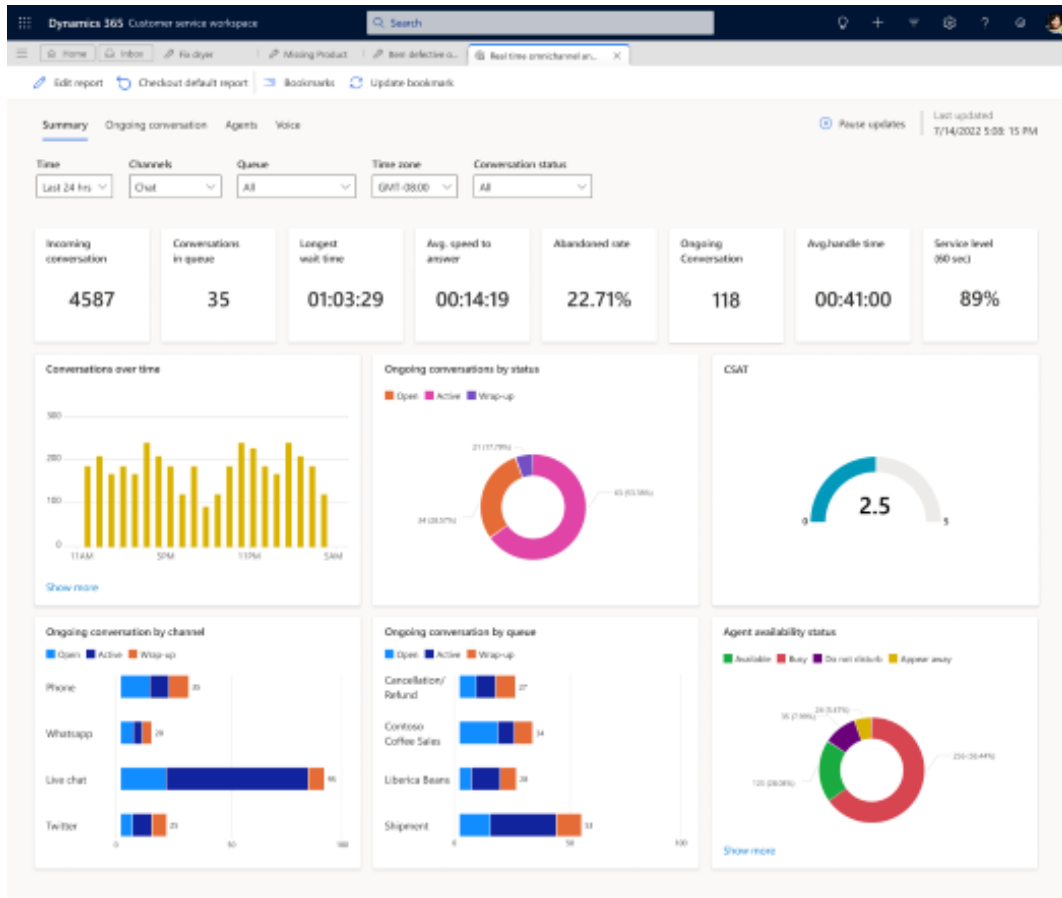 Dynamics 365 Customer service workspace
Search
Home
Inbox
Fix dryer
Missing Product
Item defective o...
Real time omnichannel an...
Edit report
Checkout default report
Bookmarks
Update bookmark
Summary
Ongoing conversation
Agents
Voice
Pause updates
Last updated
7/14/2022 5:08: 15 PM
Time
Channels
Queue
Time zone
Conversation status
Last 24 hrs
Chat
All
GMT-08:00
All
Incoming
conversation
4587
Conversations
in queue
35
Longest
wait time
01:03:29
Avg. speed to
answer
00:14:19
Abandoned rate
22.71%
Ongoing
Conversation
118
Avg.handle time
00:41:00
Service level
(60 sec)
89%
Conversations over time
300
200
100
0
11AM
5PM
11PM
5AM
Show more
Ongoing conversations by status
Open
Active
Wrap-up
CSAT
2.5
0
5
Ongoing conversation by channel
Open
Active
Wrap-up
Phone
Whatsapp
Live chat
Twitter
0
50
100
Ongoing conversation by queue
Open
Active
Wrap-up
Cancellation/
Refund
27
Contoso
Coffee Sales
34
Liberica Beans
Shipment
0
50
100
Agent availability status
Available
Busy
Do not disturb
Appear away
Show more